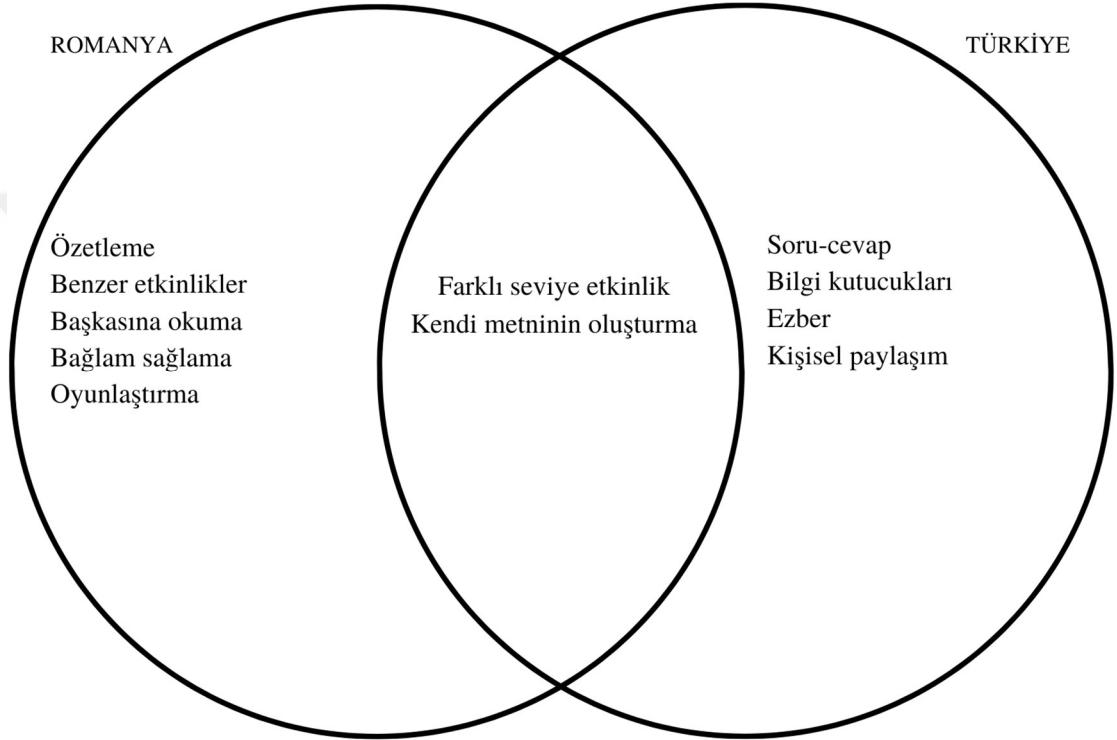 ROMANYA
TÜRKİYE
Özetleme
Benzer etkinlikler
Başkasına okuma
Bağlam sağlama
Oyunlaştırma
Farklı seviye etkinlik
Kendi metninin oluşturma
Soru-cevap
Bilgi kutucukları
Ezber
Kişisel paylaşım